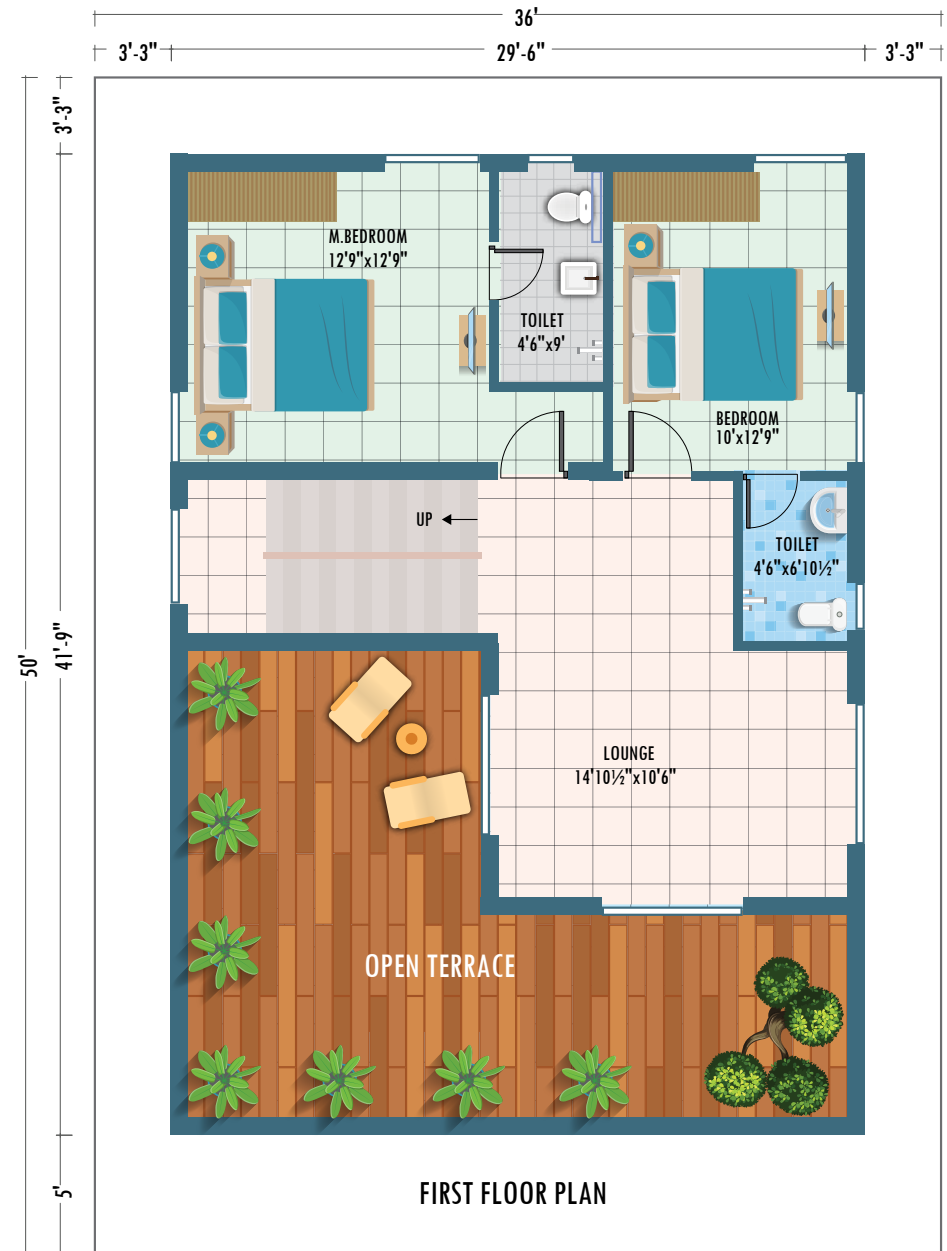 36'
3'-3"
29'-6"
3'-3"
3'-3"
M.BEDROOM
12'9"x12'9"
TOILET
4'6"x9'
BEDROOM
10'x12'9"
UP
TOILET
4'6"x6'10½"
50'
41'-9"
LOUNGE
14'10½"x10'6"
OPEN TERRACE
5'
FIRST FLOOR PLAN